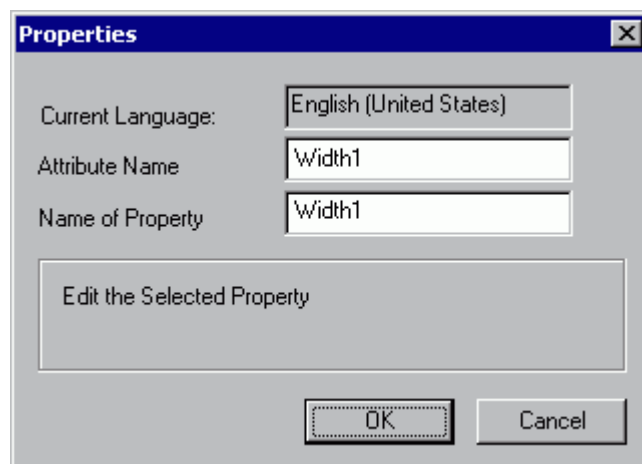 Properties
Current Language: English (United States)
Attribute Name Width1
Name of Property Width1
Edit the Selected Property
OK Cancel